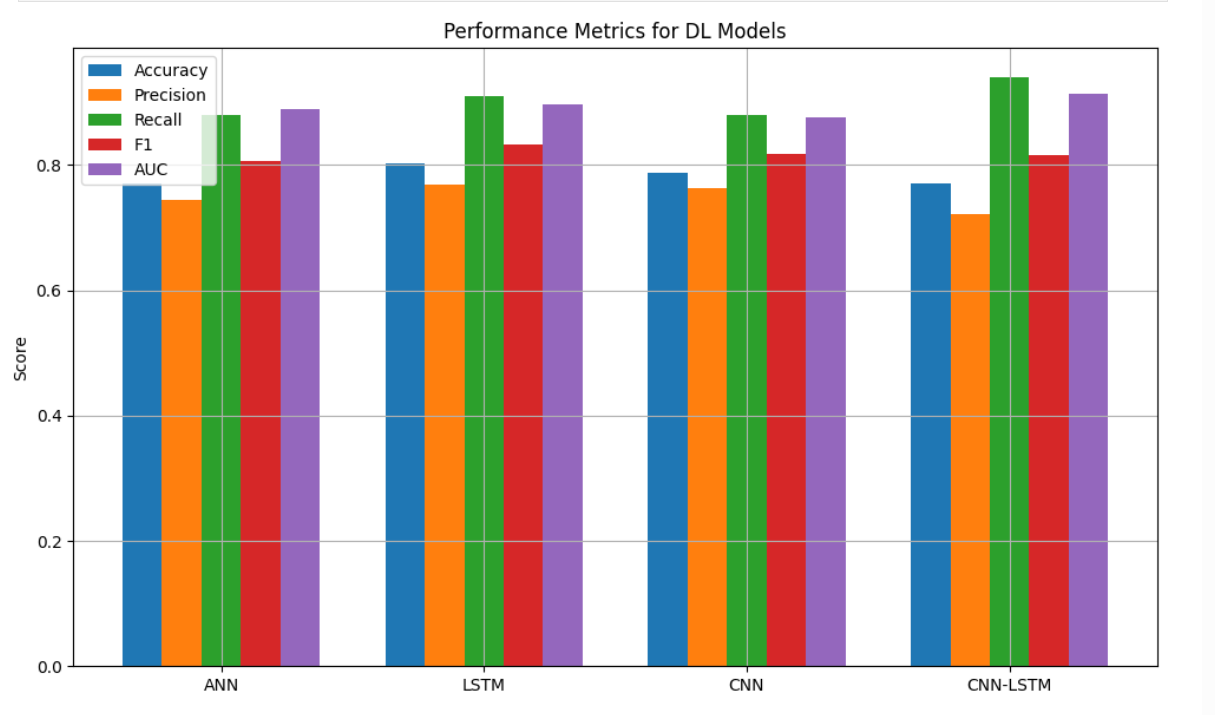 Performance Metrics for DL Models
Accuracy
Precision
Recall
F1
AUC
Score
0.8
0.6
0.4
0.2
0.0
ANN LSTM CNN CNN-LSTM